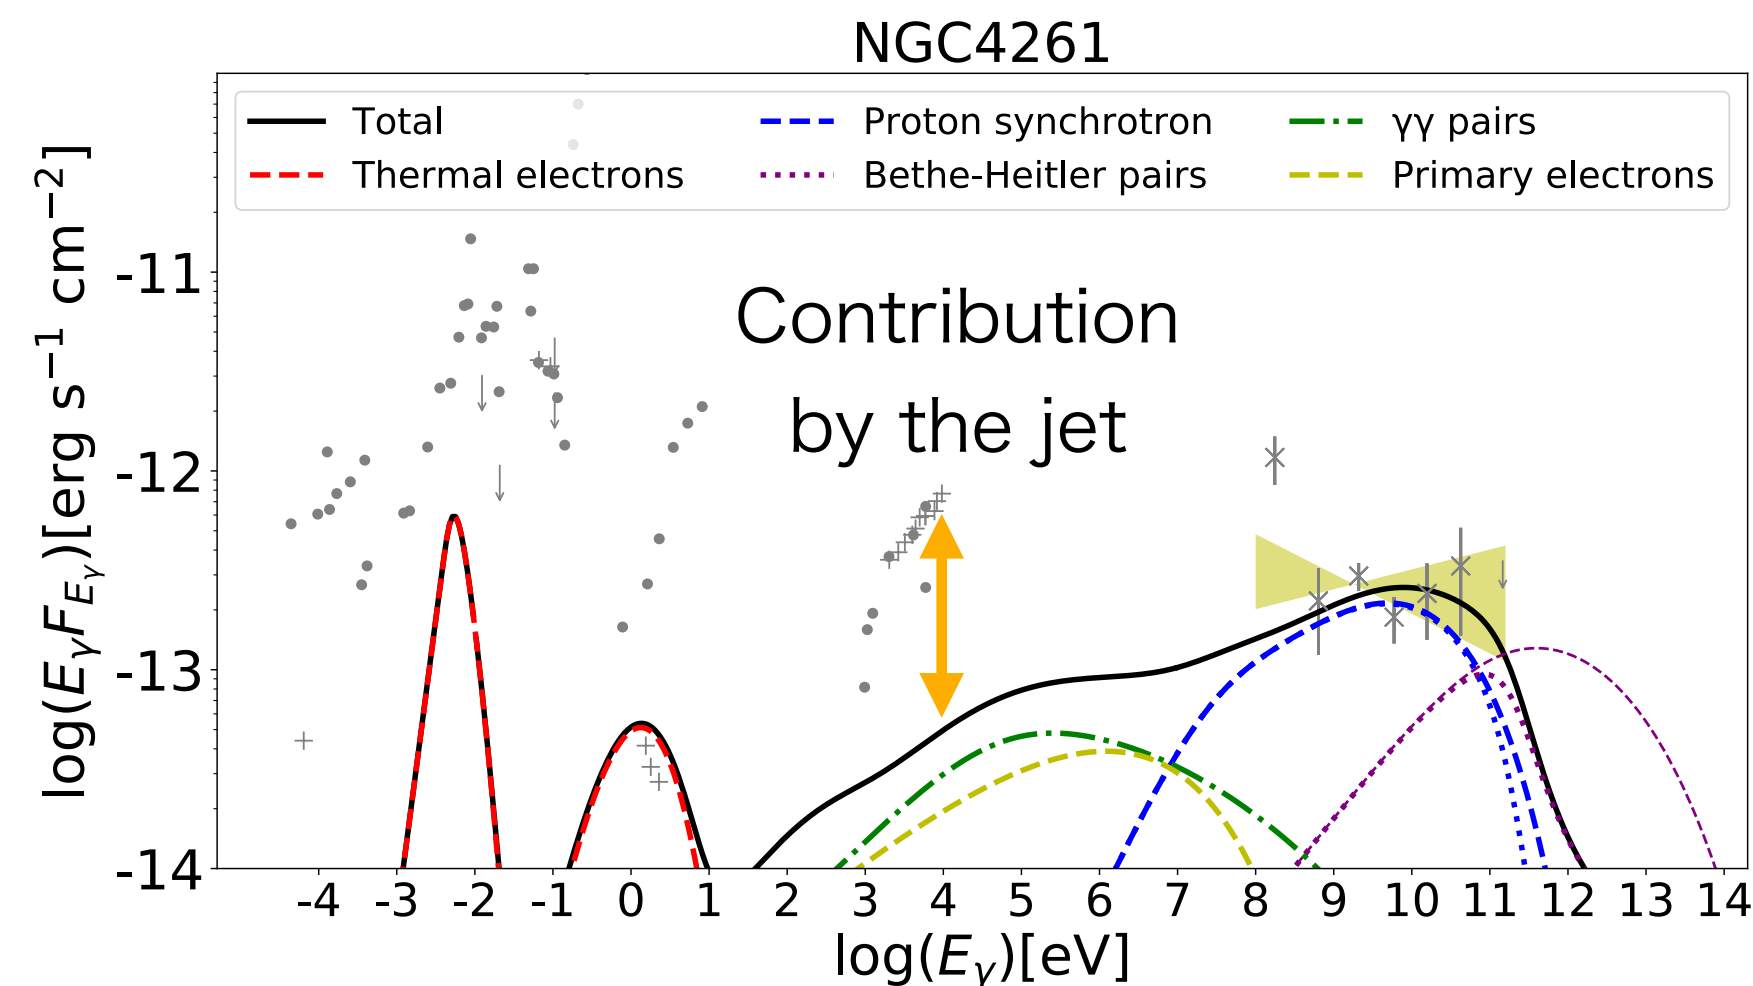 NGC4261
Total
Thermal electrons
Proton synchrotron
Bethe-Heitler pairs
γγ pairs
Primary electrons
log(E_γF_{E_γ})[erg s⁻¹ cm⁻²]
-11
-12
-13
-14
Contribution
by the jet
-4 -3 -2 -1 0 1 2 3 4 5 6 7 8 9 10 11 12 13 14
log(E_γ)[eV]